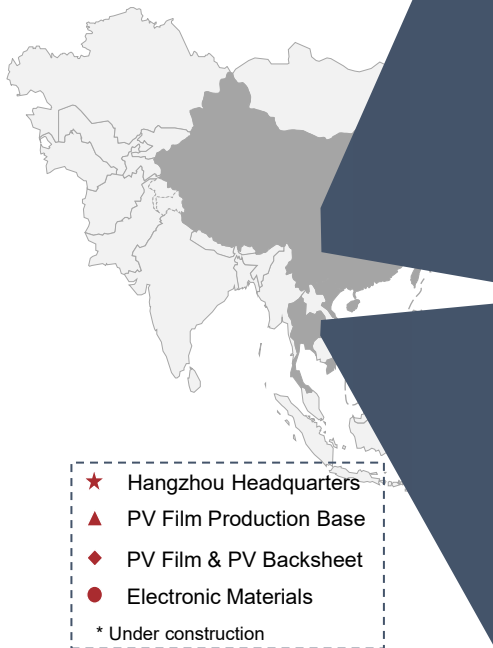 Hangzhou Headquarters
PV Film Production Base
PV Film & PV Backsheet
Electronic Materials
* Under construction